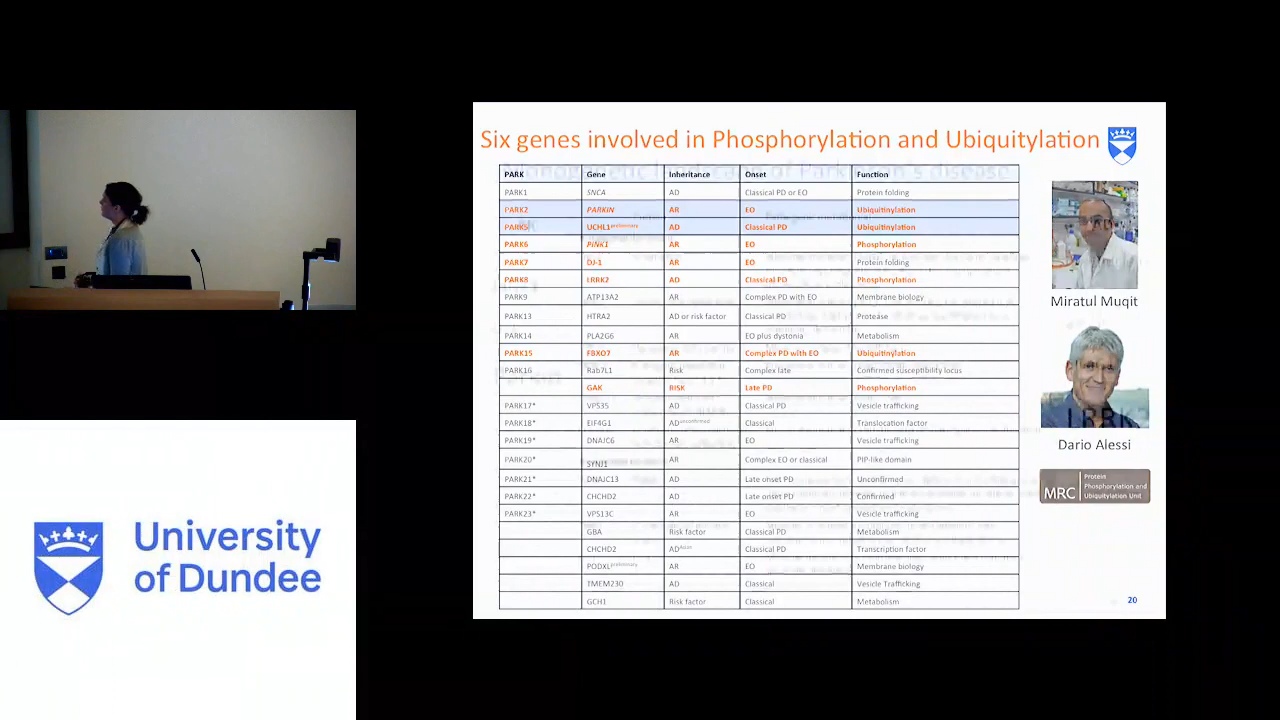 Six genes involved in Phosphorylation and Ubiquitylation
PARK Gene Inheritance Onset Function
PARK1 SNCA AD Classical PD or EO Protein folding
PARK2 PARKIN AR EO Ubiquitinylation
PARK5 UCHL1preliminary AD Classical PD Ubiquitinylation
PARK6 PINK1 AR EO Phosphorylation
PARK7 DJ-1 AR EO Protein folding
PARK8 LRRK2 AD Classical PD Phosphorylation
PARK9 ATP13A2 AR Complex PD with EO Membrane biology
PARK13 HTRA2 AD or risk factor Classical PD Protease
PARK14 PLA2G6 AR EO plus dystonia Metabolism
PARK15 FBXO7 AR Complex PD with EO Ubiquitinylation
PARK16 Rab7L1 Risk Complex late Confirmed susceptibility locus
GAK RISK Late PD Phosphorylation
PARK17* VPS35 AD Classical PD Vesicle trafficking
PARK18* EIF4G1 ADunconfirmed Classical Translocation factor
PARK19* DNAJC6 AR EO Vesicle trafficking
PARK20* SYNJ1 AR Complex EO or classical PIP-like domain
PARK21* DNAJC13 AD Late onset PD Unconfirmed
PARK22* CHCHD2 AD Late onset PD Confirmed
PARK23* VPS13C AR EO Vesicle trafficking
GBA Risk factor Classical PD Metabolism
CHCHD2 ADAsian Classical PD Transcription factor
PODXLpreliminary AR EO Membrane biology
TMEM230 AD Classical Vesicle Trafficking
GCH1 Risk factor Classical Metabolism
Miratul Muqit
LRRK2
Dario Alessi
MRC
Protein
Phosphorylation and
Ubiquitylation Unit
20
University
of Dundee